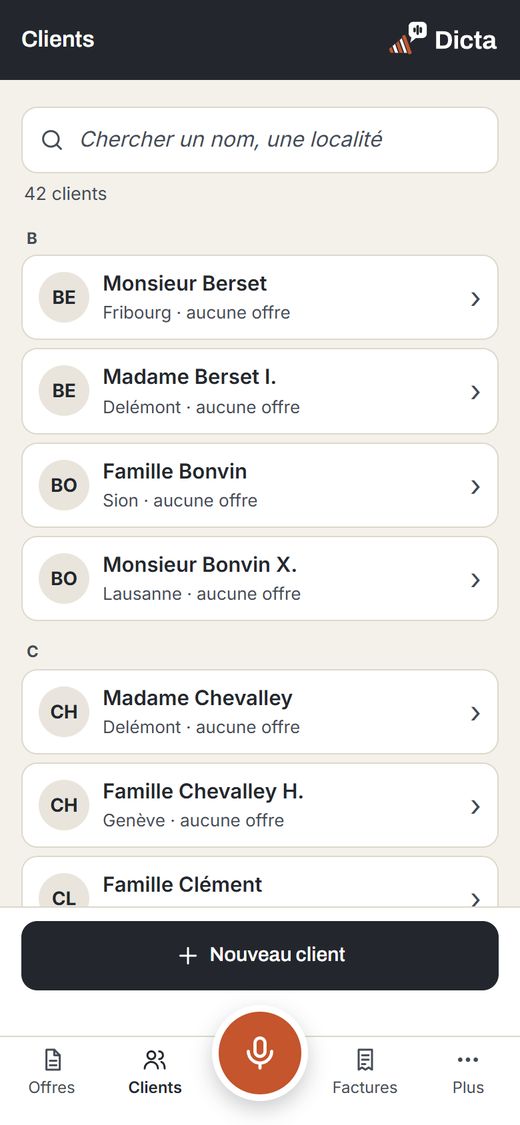 Clients
Dicta
Chercher un nom, une localité
42 clients
B
BE
Monsieur Berset
Fribourg · aucune offre
BE
Madame Berset I.
Delémont · aucune offre
BO
Famille Bonvin
Sion · aucune offre
BO
Monsieur Bonvin X.
Lausanne · aucune offre
C
CH
Madame Chevalley
Delémont · aucune offre
CH
Famille Chevalley H.
Genève · aucune offre
CL
Famille Clément
Nouveau client
Offres
Clients
Factures
Plus